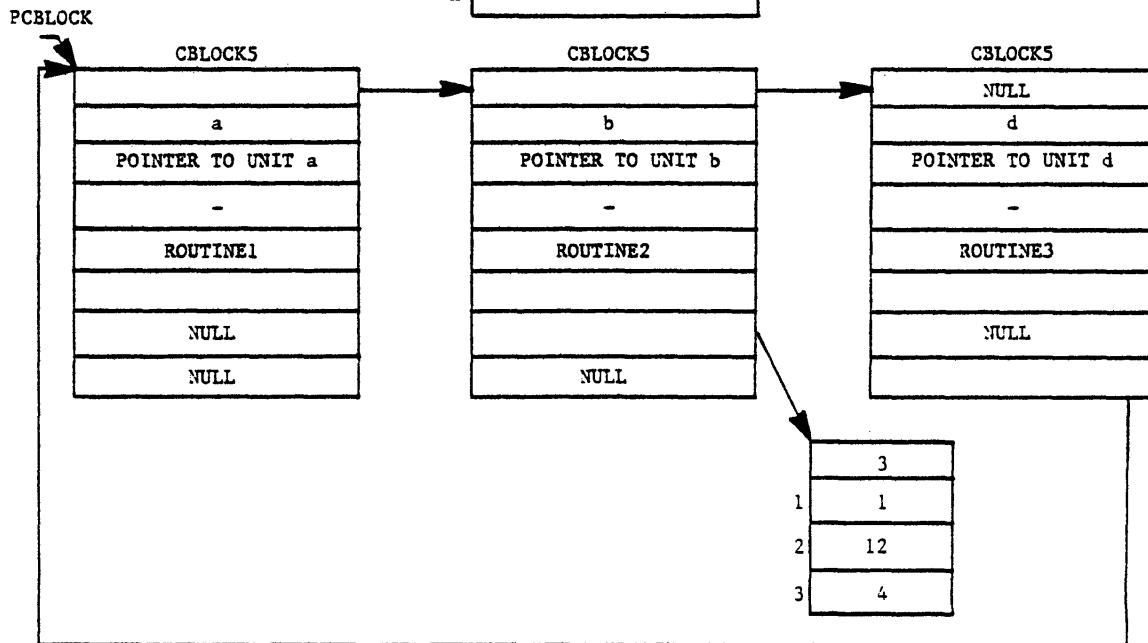 PCBLOCK
CBLOCK5 CBLOCK5 CBLOCK5
NULL
a b d
POINTER TO UNIT a POINTER TO UNIT b POINTER TO UNIT d
- - -
ROUTINE1 ROUTINE2 ROUTINE3
NULL NULL
NULL NULL
3
1 1
2 12
3 4